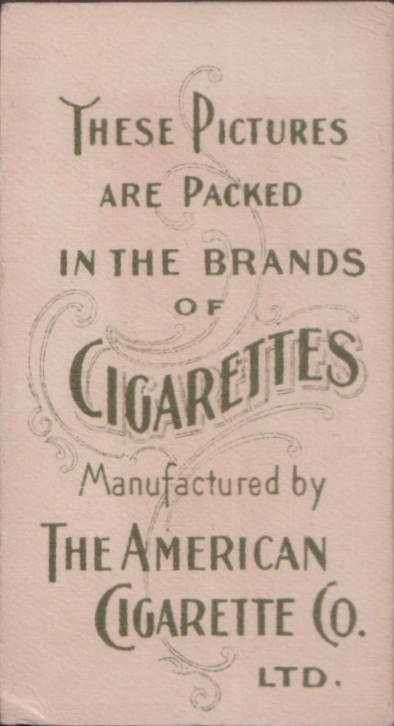 THESE PICTURES
ARE PACKED
IN THE BRANDS
OF
CIGARETTES
Manufactured by
THE AMERICAN
CIGARETTE CO.
LTD.